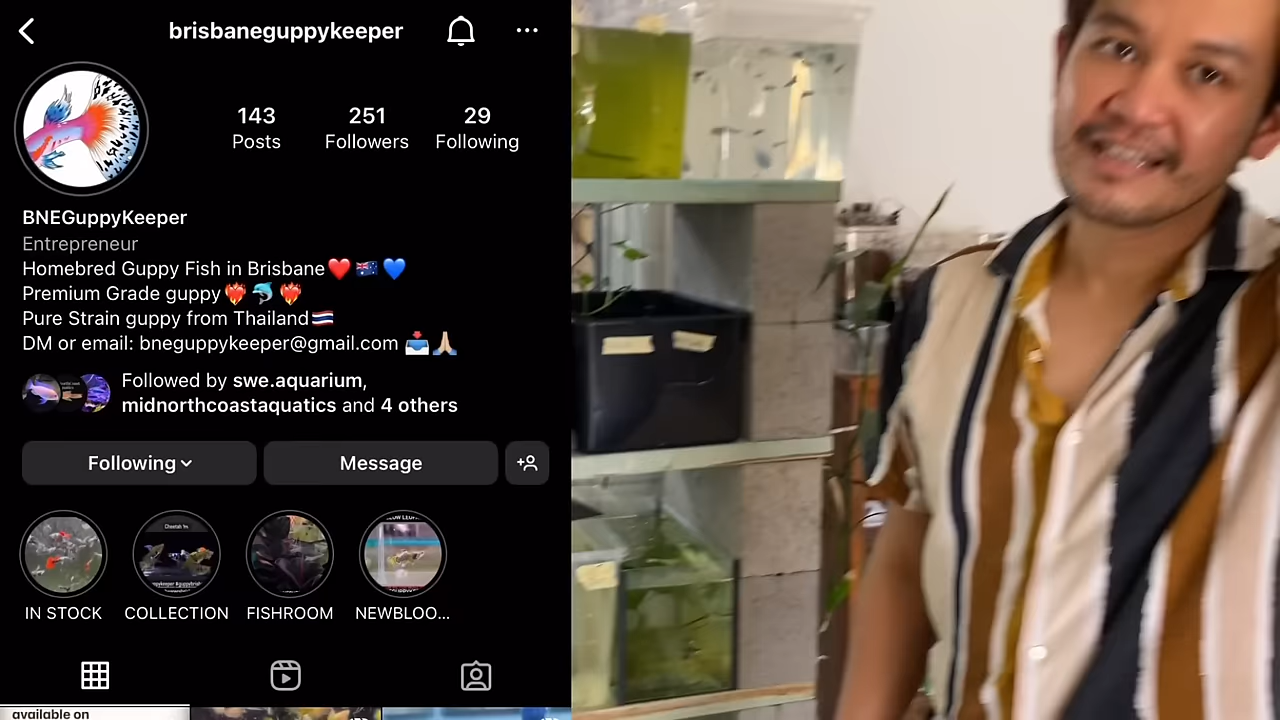 brisbaneguppykeeper
143 251 29
Posts Followers Following
BNEGuppyKeeper
Entrepreneur
Homebred Guppy Fish in Brisbane❤️🇦🇺💙
Premium Grade guppy❤️‍🔥🐬❤️‍🔥
Pure Strain guppy from Thailand🇹🇭
DM or email: bneguppykeeper@gmail.com 📥🙏🏼
Followed by swe.aquarium,
midnorthcoastaquatics and 4 others
Following Message
Cheetah
IN STOCK COLLECTION FISHROOM NEWBLOO...
available on